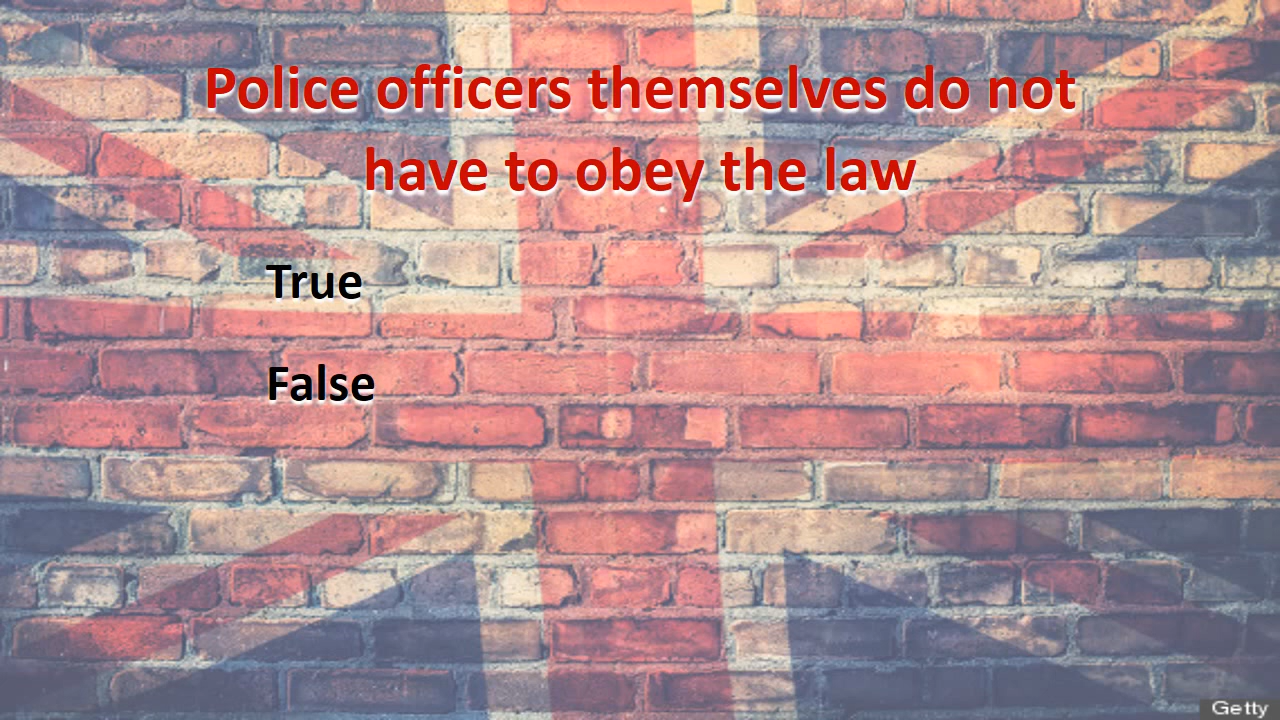 Police officers themselves do not
have to obey the law
True
False
Getty